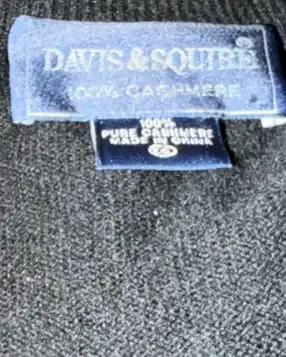 DAVIS & SQUIRE®
100% CASHMERE
100%
PURE CASHMERE
MADE IN CHINA